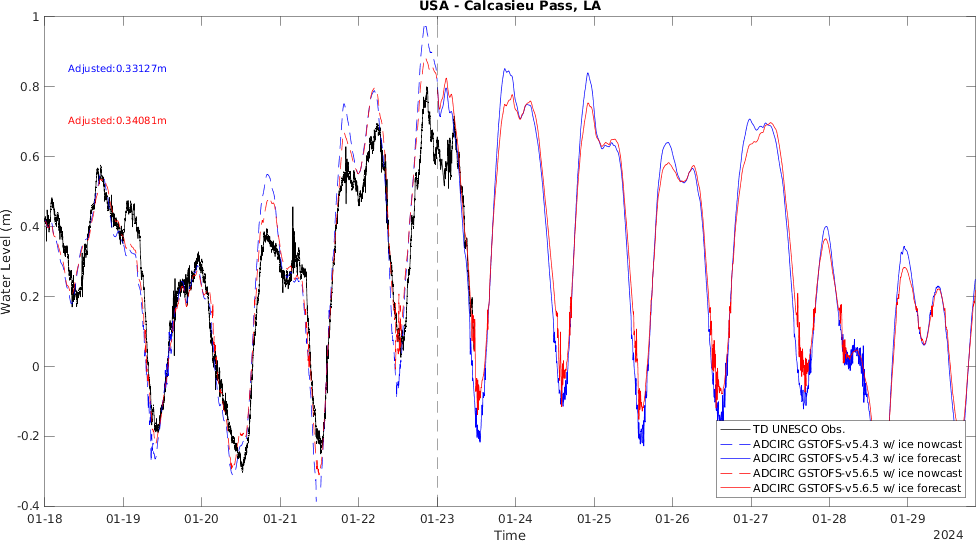 USA - Calcasieu Pass, LA
1
0.8
0.6
0.4
0.2
0
-0.2
-0.4
Water Level (m)
Adjusted:0.33127m
Adjusted:0.34081m
TD UNESCO Obs.
ADCIRC GSTOFS-v5.4.3 w/ ice nowcast
ADCIRC GSTOFS-v5.4.3 w/ ice forecast
ADCIRC GSTOFS-v5.6.5 w/ ice nowcast
ADCIRC GSTOFS-v5.6.5 w/ ice forecast
01-18 01-19 01-20 01-21 01-22 01-23 01-24 01-25 01-26 01-27 01-28 01-29
Time
2024